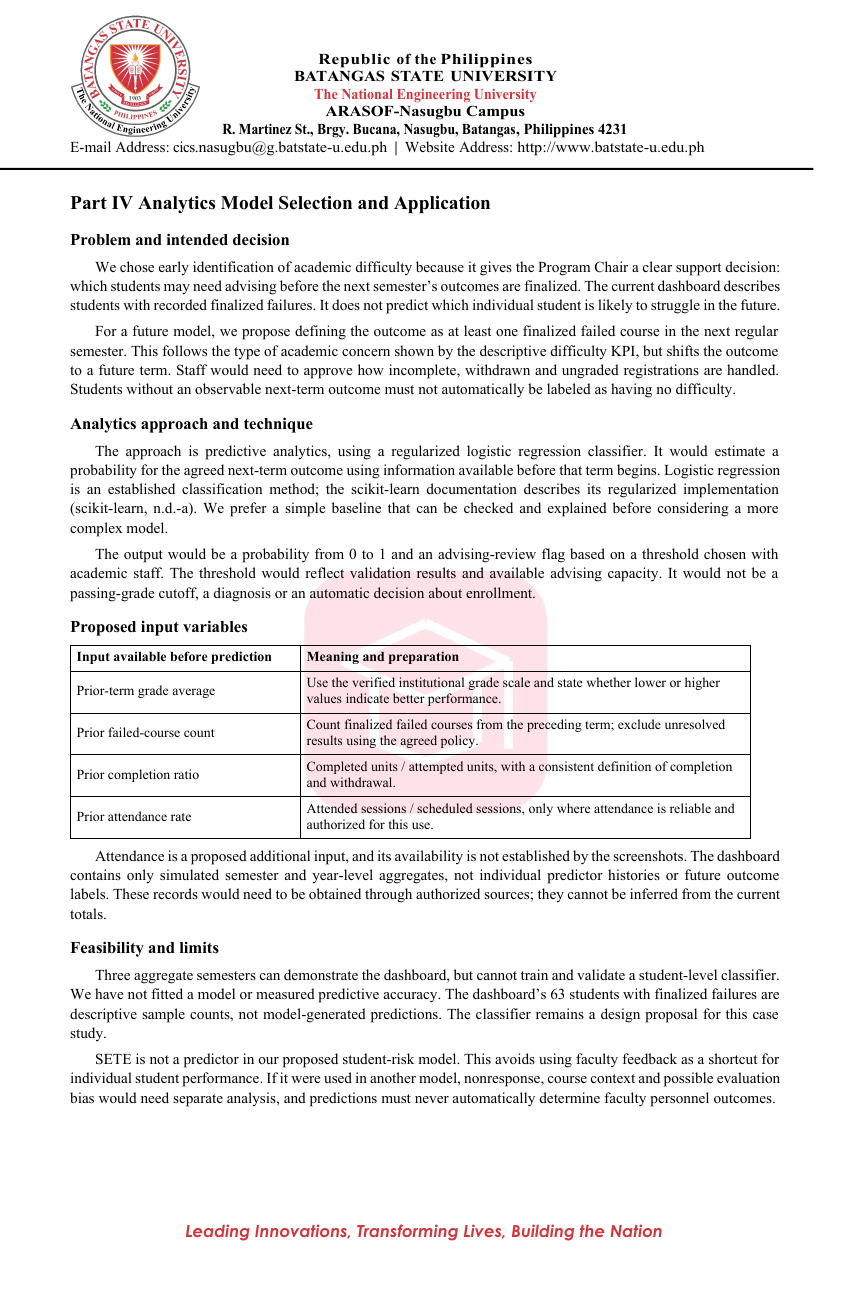 BATANGAS STATE UNIVERSITY
The National Engineering University
1903
PHILIPPINES
Republic of the Philippines
BATANGAS STATE UNIVERSITY
The National Engineering University
ARASOF-Nasugbu Campus
R. Martinez St., Brgy. Bucana, Nasugbu, Batangas, Philippines 4231
E-mail Address: cics.nasugbu@g.batstate-u.edu.ph | Website Address: http://www.batstate-u.edu.ph
Part IV Analytics Model Selection and Application
Problem and intended decision
We chose early identification of academic difficulty because it gives the Program Chair a clear support decision:
which students may need advising before the next semester’s outcomes are finalized. The current dashboard describes
students with recorded finalized failures. It does not predict which individual student is likely to struggle in the future.
For a future model, we propose defining the outcome as at least one finalized failed course in the next regular
semester. This follows the type of academic concern shown by the descriptive difficulty KPI, but shifts the outcome
to a future term. Staff would need to approve how incomplete, withdrawn and ungraded registrations are handled.
Students without an observable next-term outcome must not automatically be labeled as having no difficulty.
Analytics approach and technique
The approach is predictive analytics, using a regularized logistic regression classifier. It would estimate a
probability for the agreed next-term outcome using information available before that term begins. Logistic regression
is an established classification method; the scikit-learn documentation describes its regularized implementation
(scikit-learn, n.d.-a). We prefer a simple baseline that can be checked and explained before considering a more
complex model.
The output would be a probability from 0 to 1 and an advising-review flag based on a threshold chosen with
academic staff. The threshold would reflect validation results and available advising capacity. It would not be a
passing-grade cutoff, a diagnosis or an automatic decision about enrollment.
Proposed input variables
Input available before prediction
Meaning and preparation
Prior-term grade average
Use the verified institutional grade scale and state whether lower or higher
values indicate better performance.
Prior failed-course count
Count finalized failed courses from the preceding term; exclude unresolved
results using the agreed policy.
Prior completion ratio
Completed units / attempted units, with a consistent definition of completion
and withdrawal.
Prior attendance rate
Attended sessions / scheduled sessions, only where attendance is reliable and
authorized for this use.
Attendance is a proposed additional input, and its availability is not established by the screenshots. The dashboard
contains only simulated semester and year-level aggregates, not individual predictor histories or future outcome
labels. These records would need to be obtained through authorized sources; they cannot be inferred from the current
totals.
Feasibility and limits
Three aggregate semesters can demonstrate the dashboard, but cannot train and validate a student-level classifier.
We have not fitted a model or measured predictive accuracy. The dashboard’s 63 students with finalized failures are
descriptive sample counts, not model-generated predictions. The classifier remains a design proposal for this case
study.
SETE is not a predictor in our proposed student-risk model. This avoids using faculty feedback as a shortcut for
individual student performance. If it were used in another model, nonresponse, course context and possible evaluation
bias would need separate analysis, and predictions must never automatically determine faculty personnel outcomes.
Leading Innovations, Transforming Lives, Building the Nation